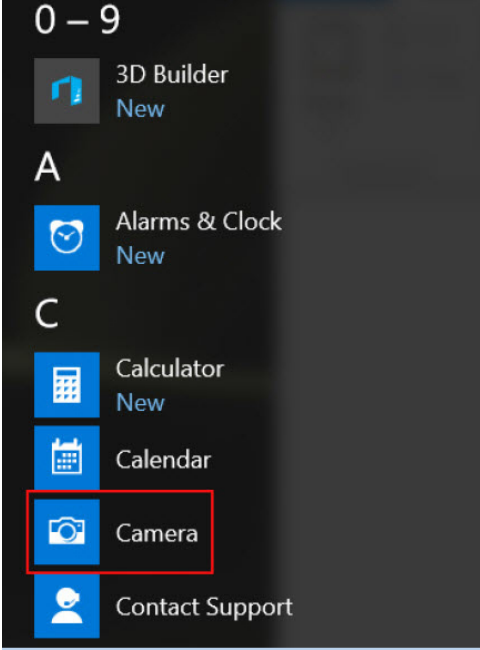 0 – 9
3D Builder
New
A
Alarms & Clock
New
C
Calculator
New
Calendar
Camera
Contact Support